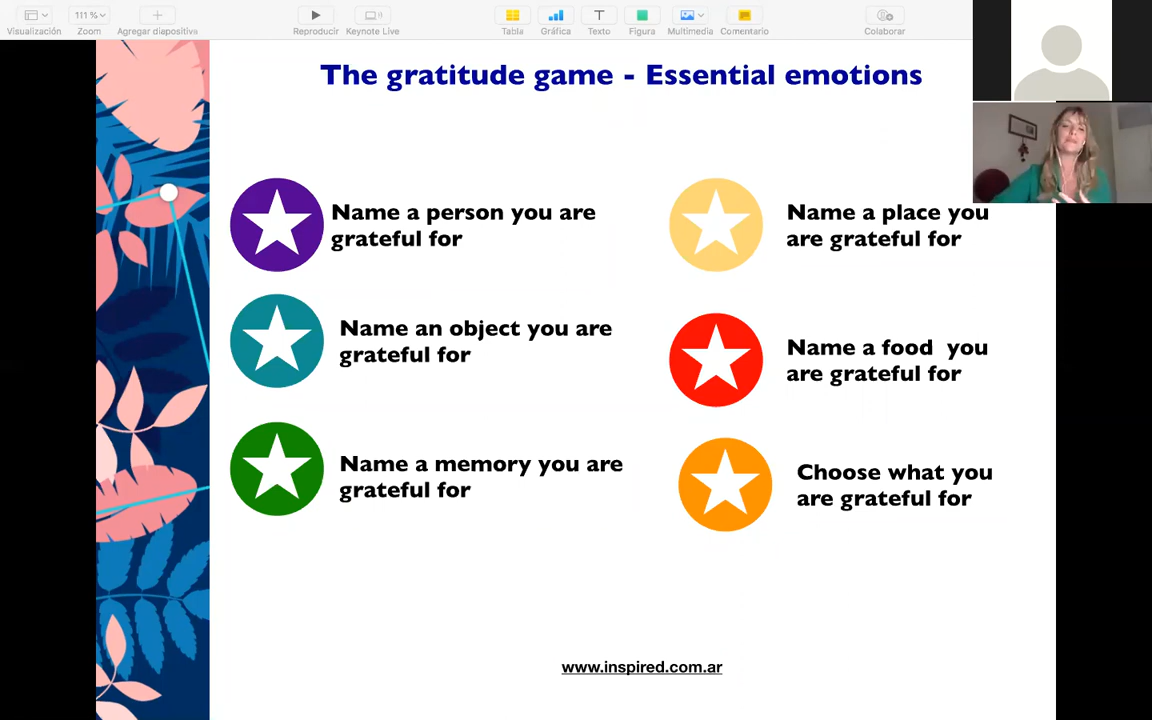 Visualización
111 %
Zoom
Agregar diapositiva
Reproducir
Keynote Live
Tabla
Gráfica
Texto
Figura
Multimedia
Comentario
Colaborar
The gratitude game - Essential emotions
Name a person you are
grateful for
Name an object you are
grateful for
Name a memory you are
grateful for
Name a place you
are grateful for
Name a food you
are grateful for
Choose what you
are grateful for
www.inspired.com.ar